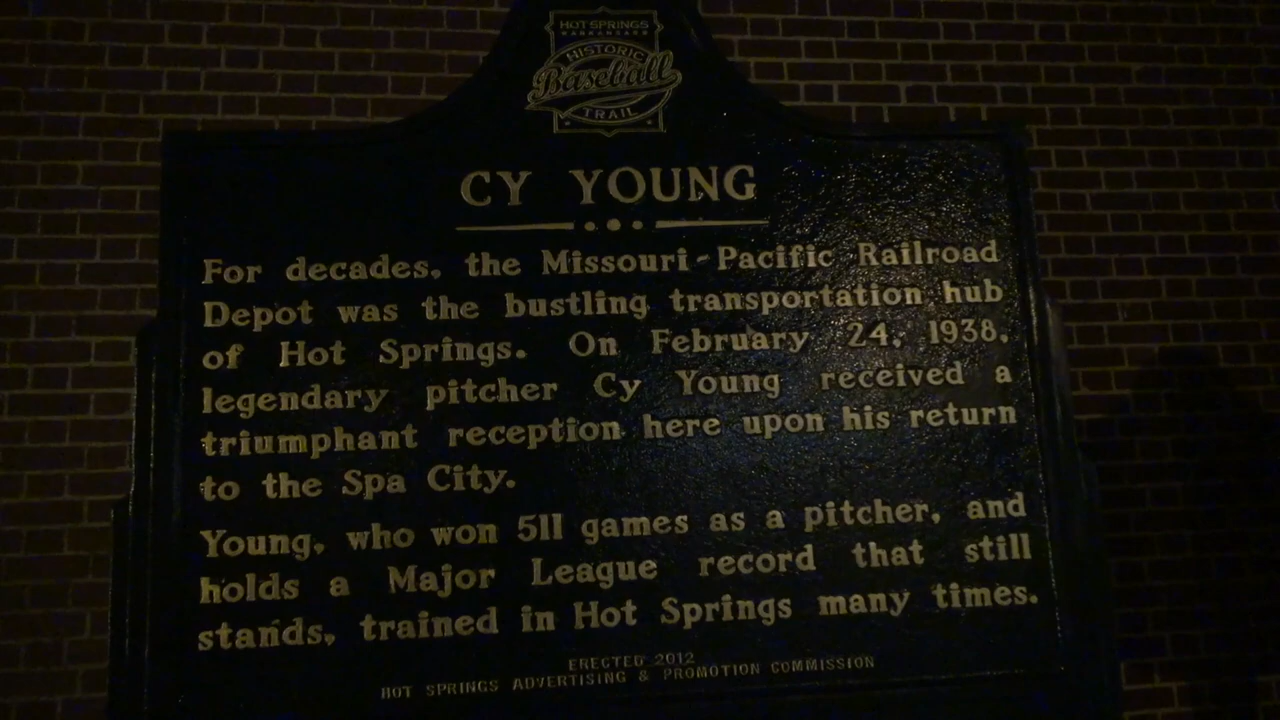 HOT SPRINGS
ARKANSAS
HISTORIC
Baseball
TRAIL
CY YOUNG
For decades, the Missouri-Pacific Railroad
Depot was the bustling transportation hub
of Hot Springs. On February 24, 1938,
legendary pitcher Cy Young received a
triumphant reception here upon his return
to the Spa City.
Young, who won 511 games as a pitcher, and
holds a Major League record that still
stands, trained in Hot Springs many times.
ERECTED 2012
HOT SPRINGS ADVERTISING & PROMOTION COMMISSION